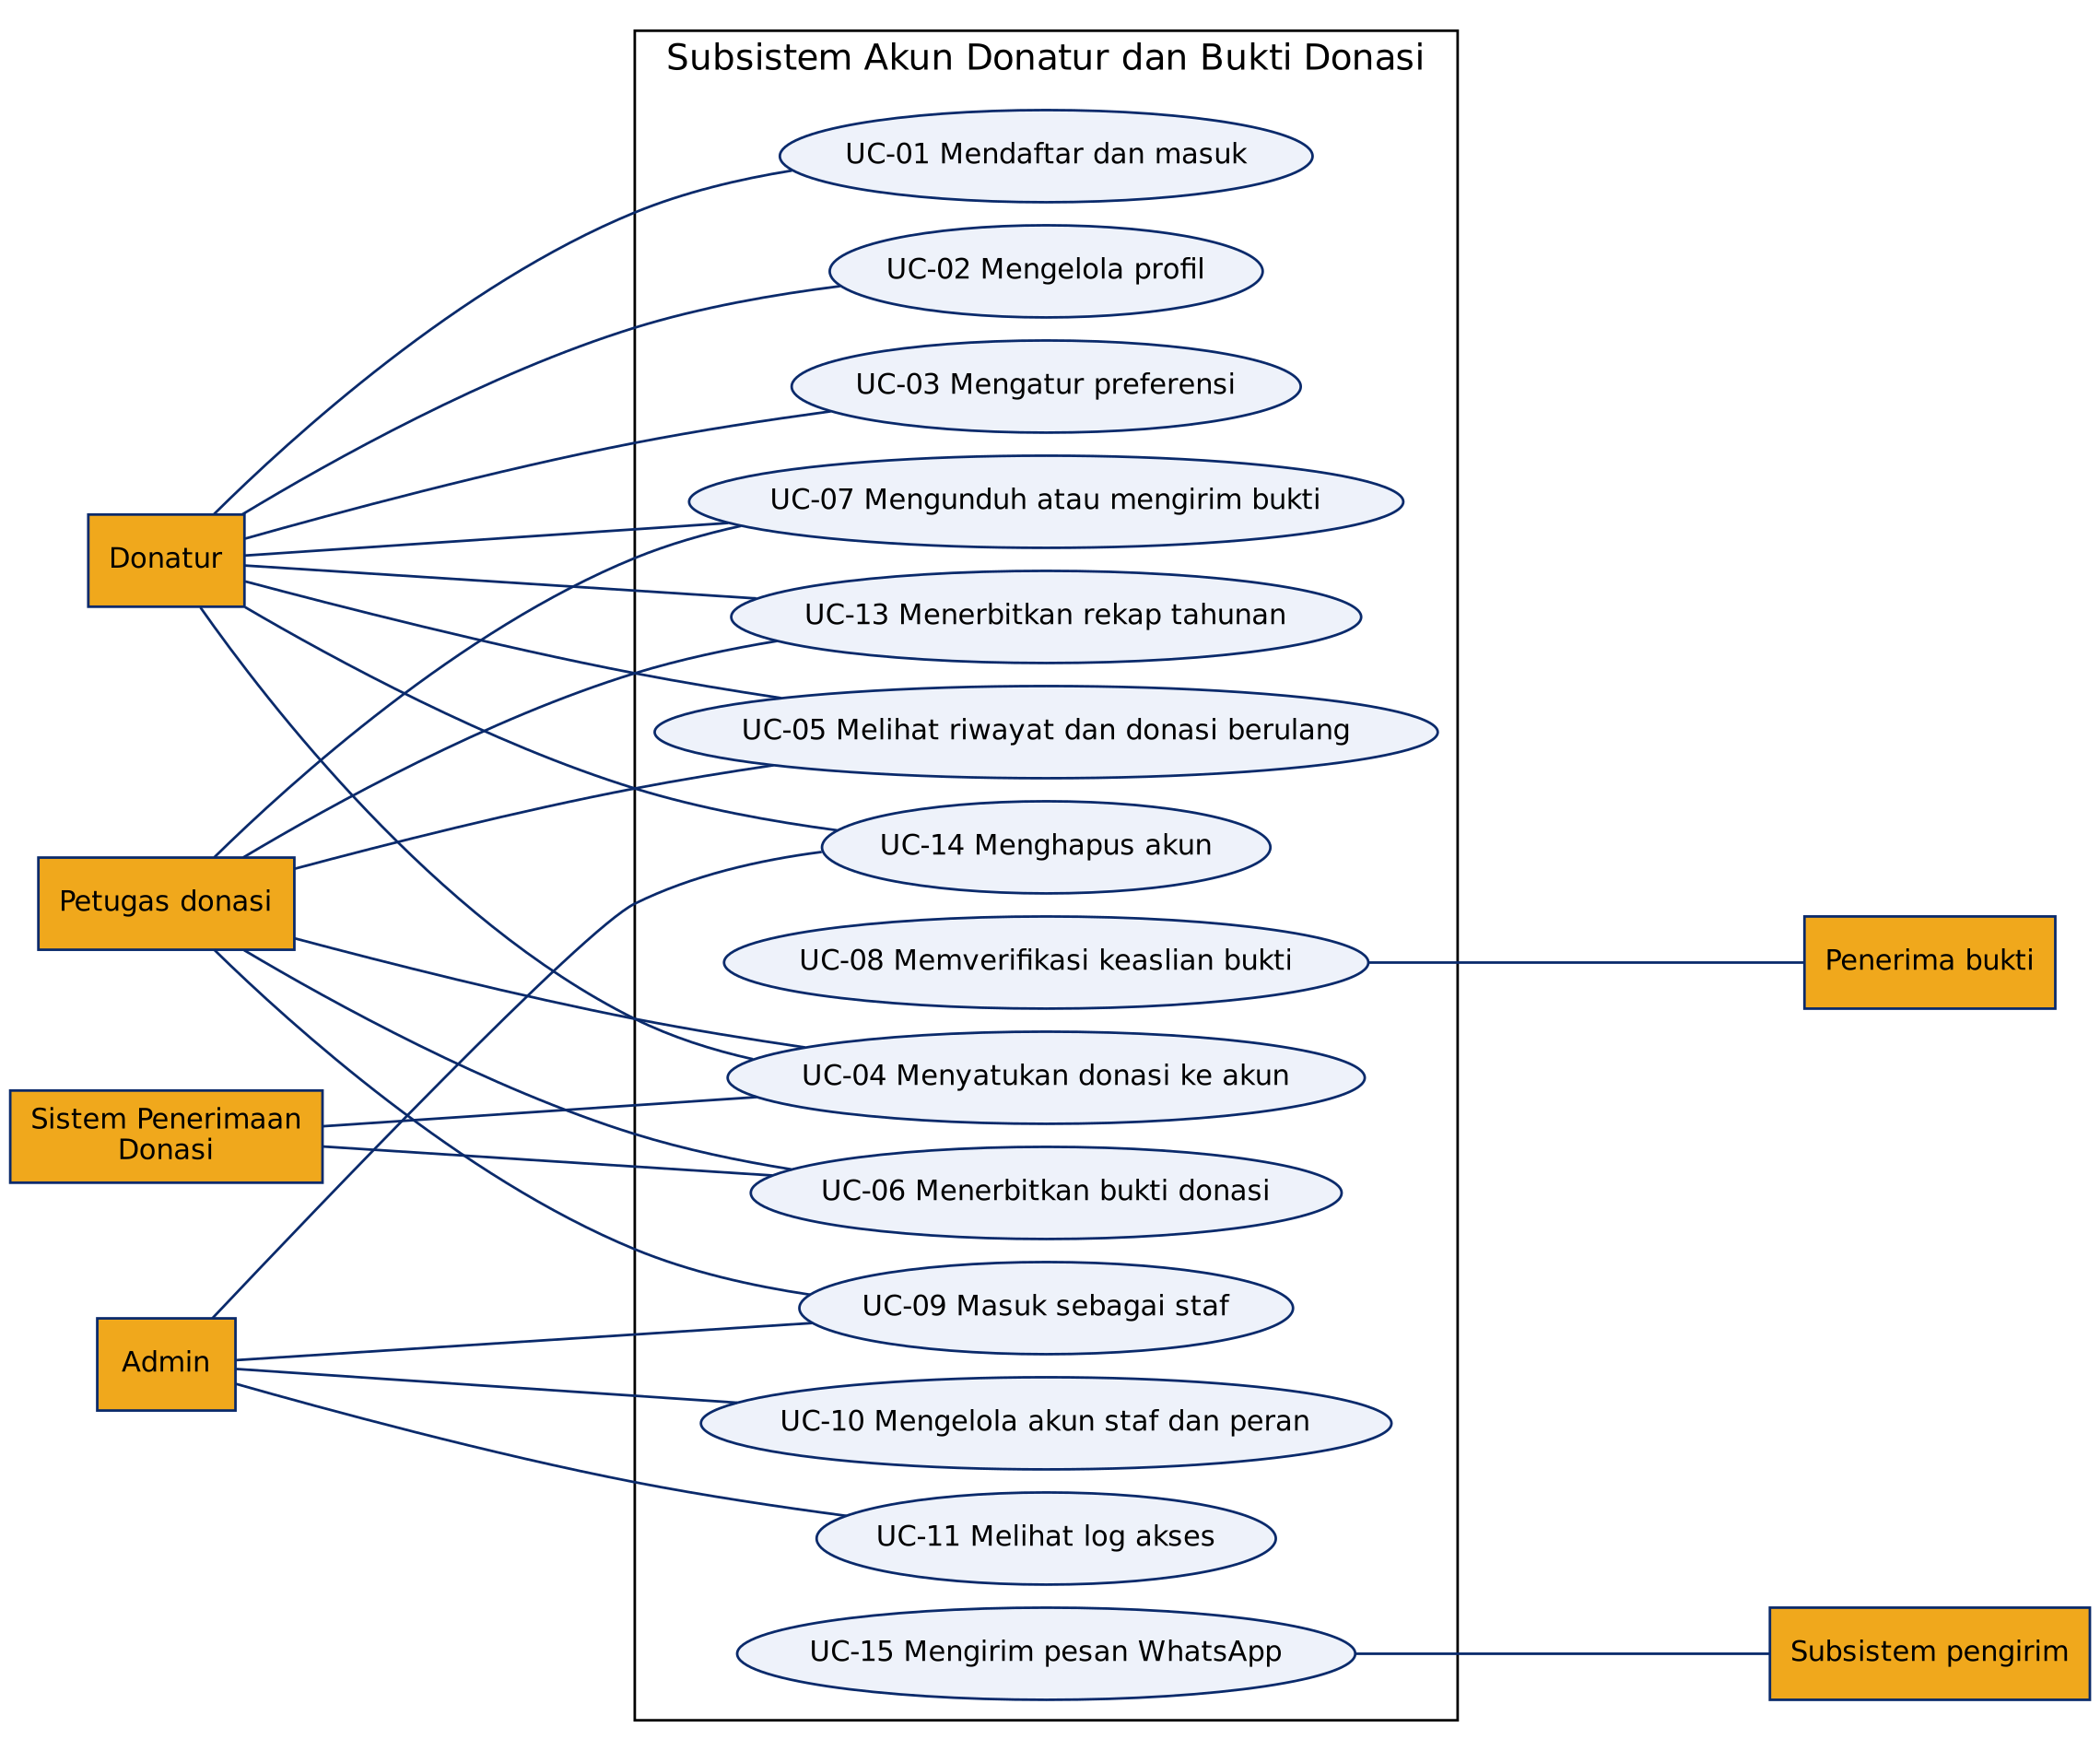 Subsistem Akun Donatur dan Bukti Donasi
UC-01 Mendaftar dan masuk
UC-02 Mengelola profil
UC-03 Mengatur preferensi
UC-07 Mengunduh atau mengirim bukti
Donatur
UC-13 Menerbitkan rekap tahunan
UC-05 Melihat riwayat dan donasi berulang
UC-14 Menghapus akun
Petugas donasi
UC-08 Memverifikasi keaslian bukti
Penerima bukti
UC-04 Menyatukan donasi ke akun
Sistem Penerimaan
Donasi
UC-06 Menerbitkan bukti donasi
UC-09 Masuk sebagai staf
Admin
UC-10 Mengelola akun staf dan peran
UC-11 Melihat log akses
UC-15 Mengirim pesan WhatsApp
Subsistem pengirim